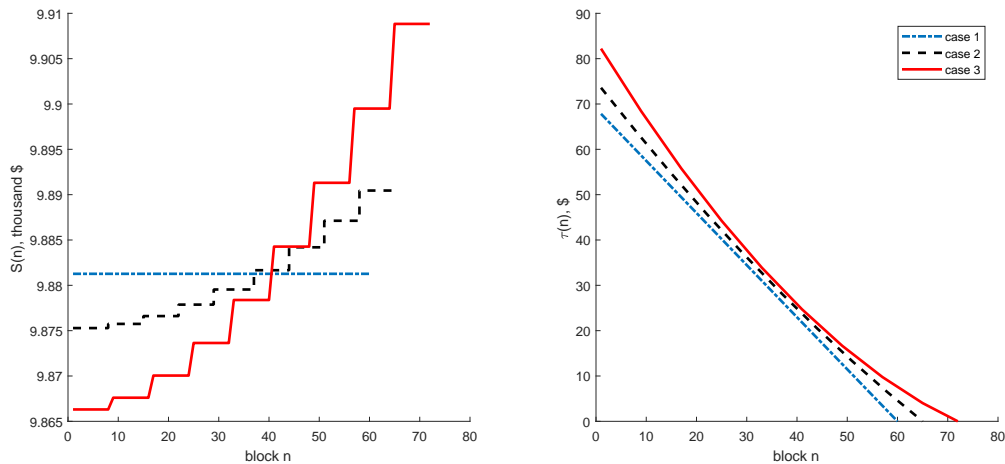 9.91
9.905
9.9
9.895
9.89
9.885
9.88
9.875
9.87
9.865
S(n), thousand $
0 10 20 30 40 50 60 70 80
block n
90
80
70
60
50
40
30
20
10
0
τ(n), $
case 1
case 2
case 3
0 10 20 30 40 50 60 70 80
block n